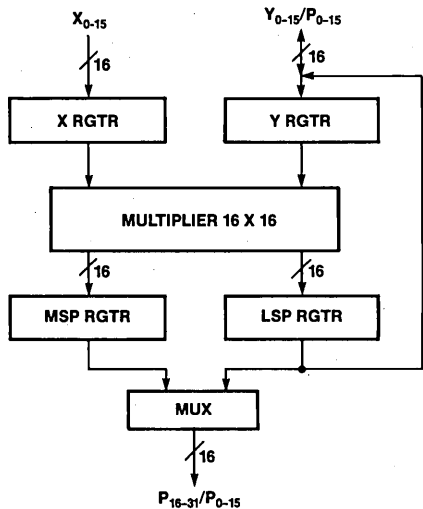 X0-15
Y0-15/P0-15
16
16
X RGTR
Y RGTR
MULTIPLIER 16 X 16
16
16
MSP RGTR
LSP RGTR
MUX
16
P16-31/P0-15